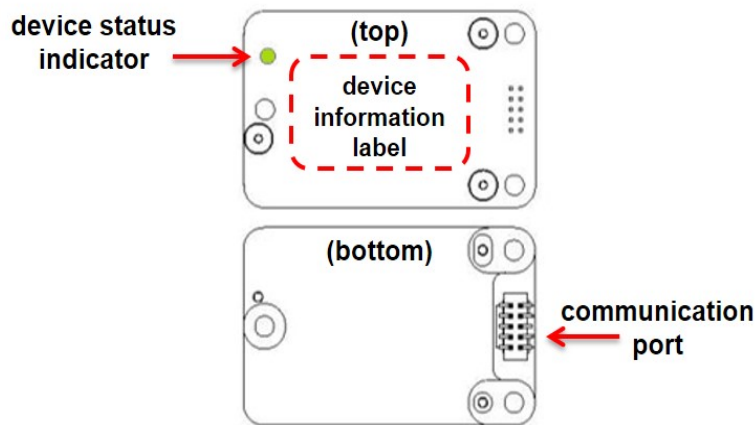 device status
indicator
(top)
device
information
label
(bottom)
communication
port